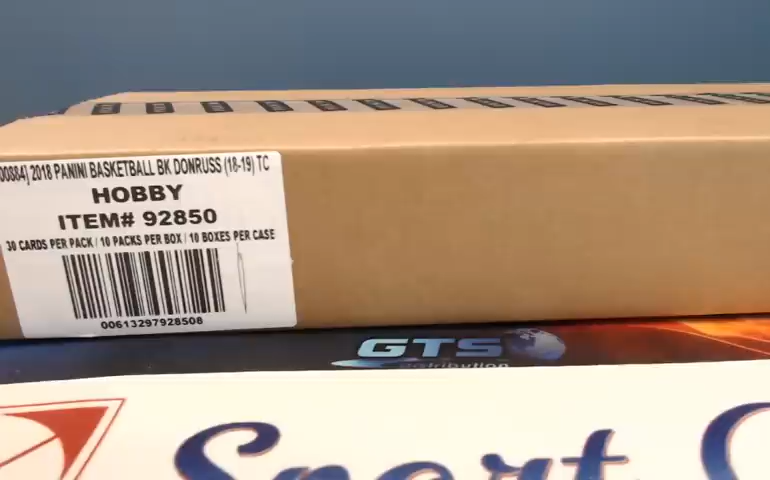 00884] 2018 PANINI BASKETBALL BK DONRUSS (18-19) TC
HOBBY
ITEM# 92850
30 CARDS PER PACK / 10 PACKS PER BOX / 10 BOXES PER CASE
00613297928508
GTS
Distribution
Sport